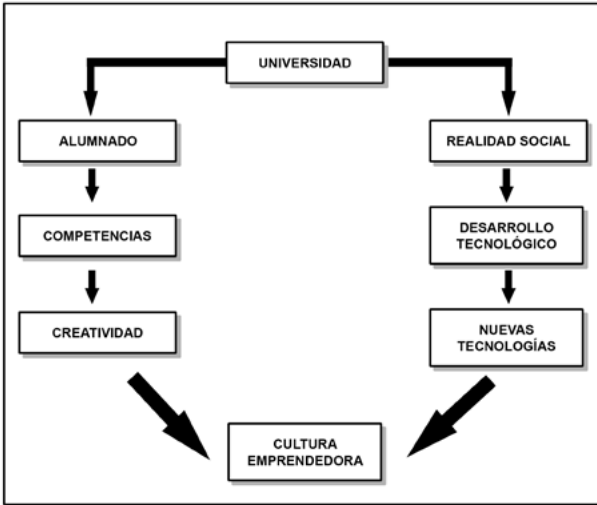 UNIVERSIDAD
ALUMNADO
REALIDAD SOCIAL
COMPETENCIAS
DESARROLLO
TECNOLÓGICO
CREATIVIDAD
NUEVAS
TECNOLOGÍAS
CULTURA
EMPRENDEDORA